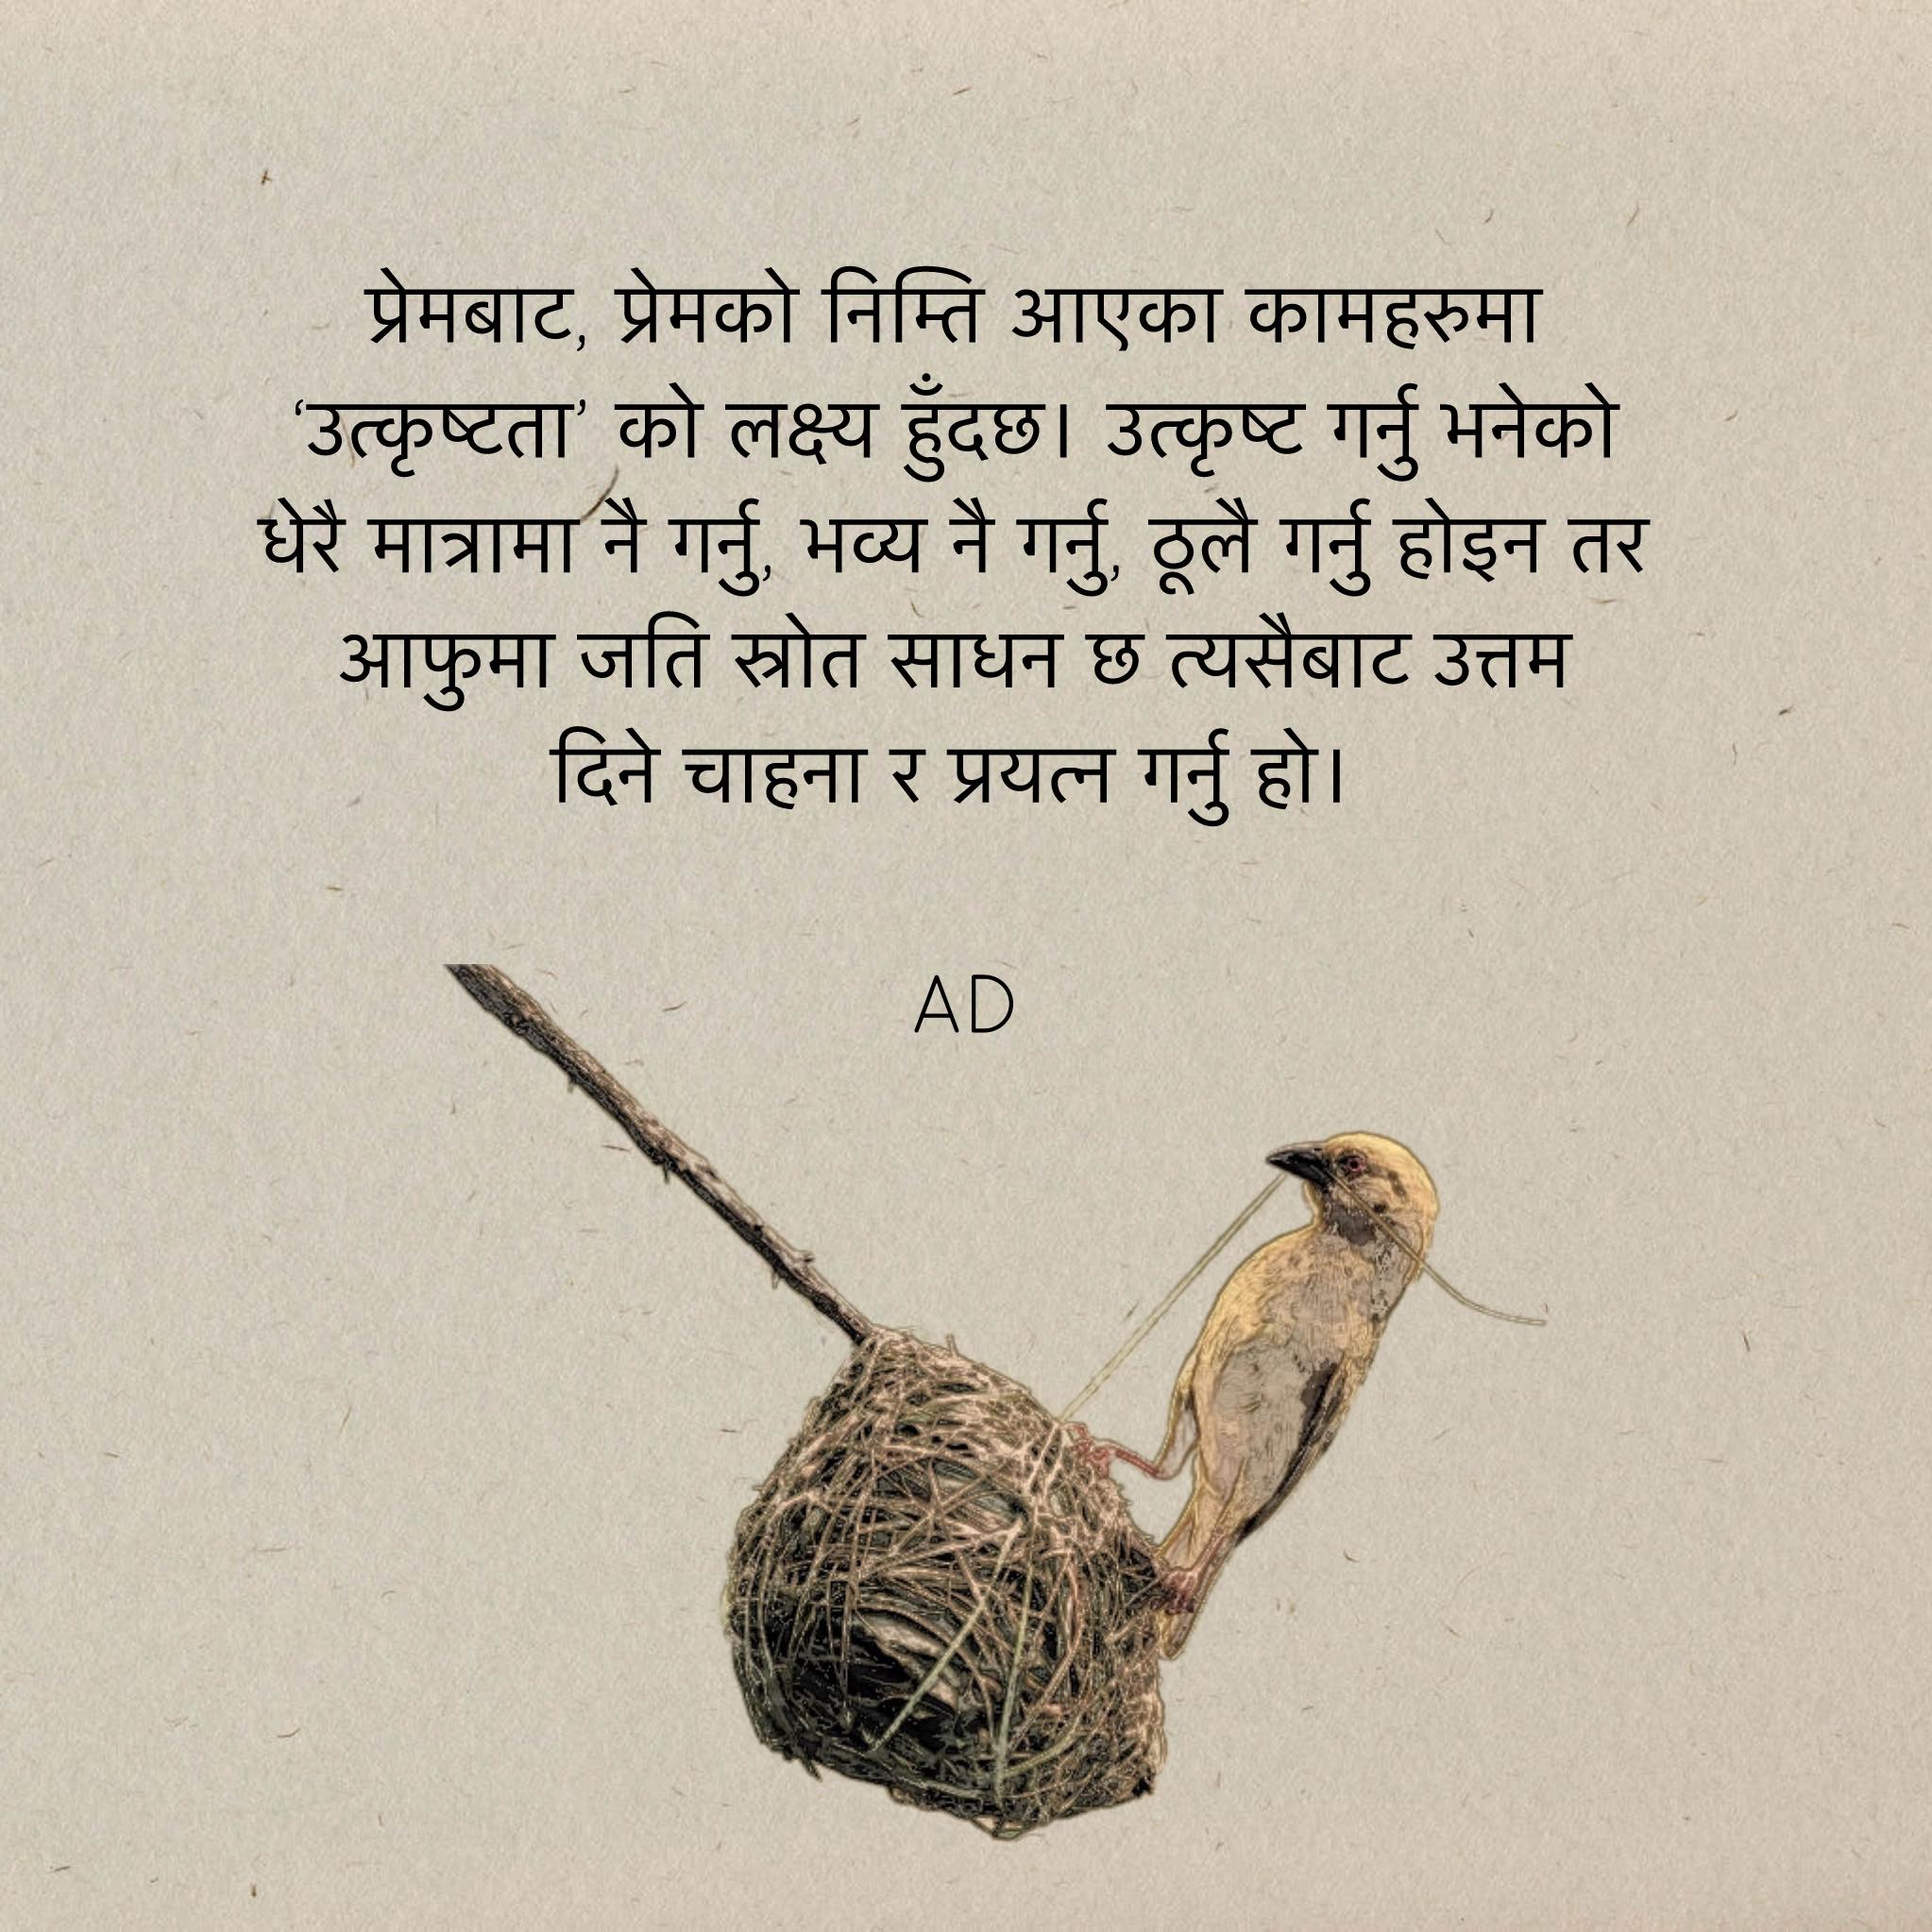 प्रेमबाट, प्रेमको निम्ति आएका कामहरुमा
‘उत्कृष्टता’ को लक्ष्य हुँदछ। उत्कृष्ट गर्नु भनेको
धेरै मात्रामा नै गर्नु, भव्य नै गर्नु, ठूलै गर्नु होइन तर
आफुमा जति स्रोत साधन छ त्यसैबाट उत्तम
दिने चाहना र प्रयत्न गर्नु हो।
AD